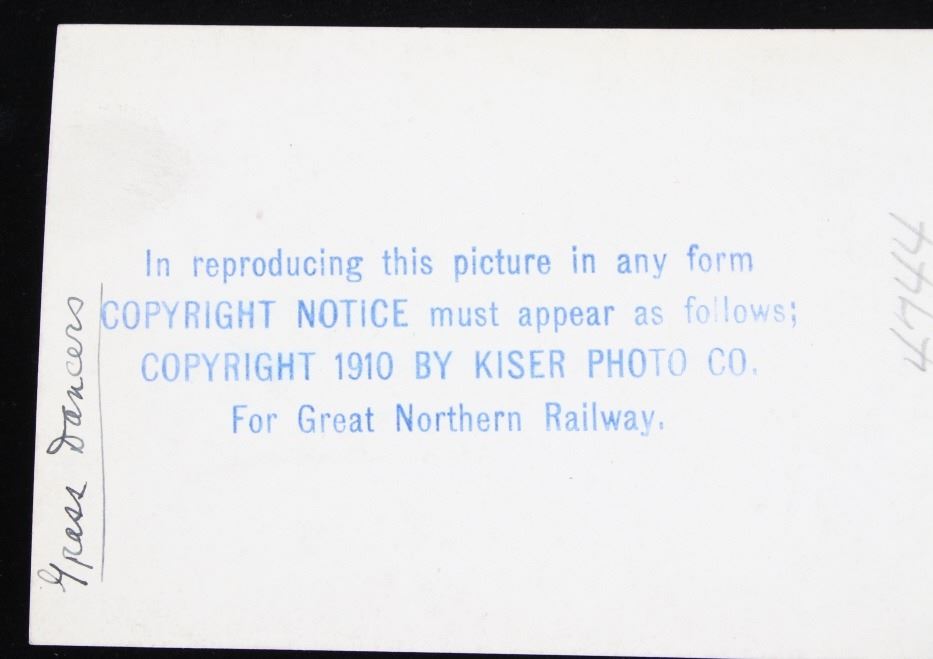 In reproducing this picture in any form
COPYRIGHT NOTICE must appear as follows;
COPYRIGHT 1910 BY KISER PHOTO CO.
For Great Northern Railway.
Grass Dancers
4744